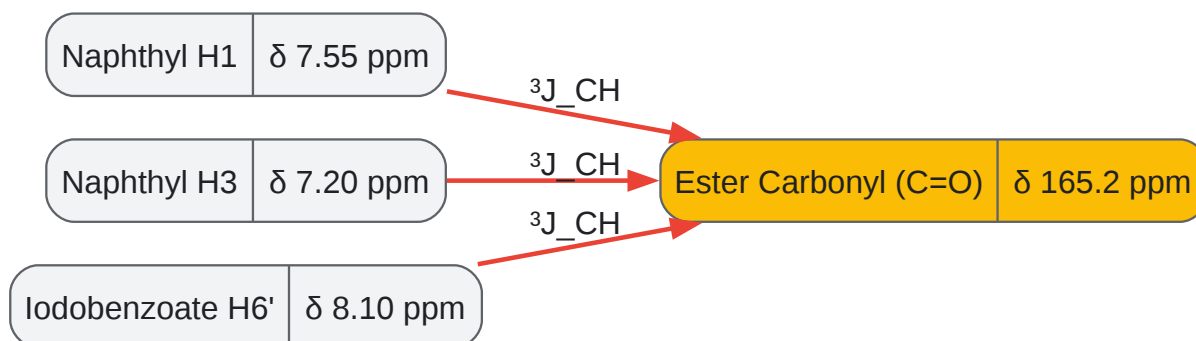 Naphthyl H1 δ 7.55 ppm
³J_CH
Naphthyl H3 δ 7.20 ppm
³J_CH
Ester Carbonyl (C=O) δ 165.2 ppm
³J_CH
Iodobenzoate H6' δ 8.10 ppm